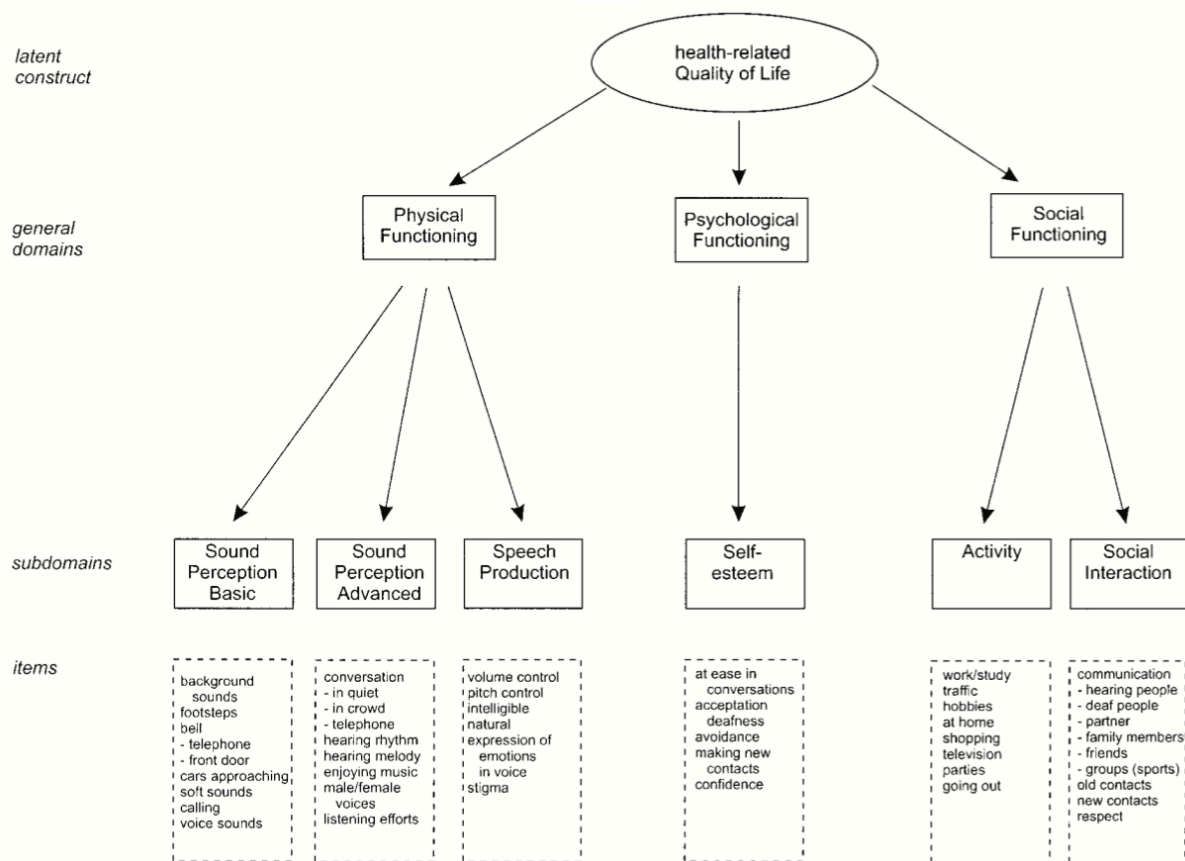 latent
construct
health-related
Quality of Life
general
domains
Physical
Functioning
Psychological
Functioning
Social
Functioning
subdomains
Sound
Perception
Basic
Sound
Perception
Advanced
Speech
Production
Self-
esteem
Activity
Social
Interaction
items
background
sounds
footsteps
bell
- telephone
- front door
cars approaching
soft sounds
calling
voice sounds
conversation
- in quiet
- in crowd
- telephone
hearing rhythm
hearing melody
enjoying music
male/female
voices
listening efforts
volume control
pitch control
intelligible
natural
expression of
emotions
in voice
stigma
at ease in
conversations
acceptation
deafness
avoidance
making new
contacts
confidence
work/study
traffic
hobbies
at home
shopping
television
parties
going out
communication
- hearing people
- deaf people
- partner
- family members
- friends
- groups (sports)
old contacts
new contacts
respect